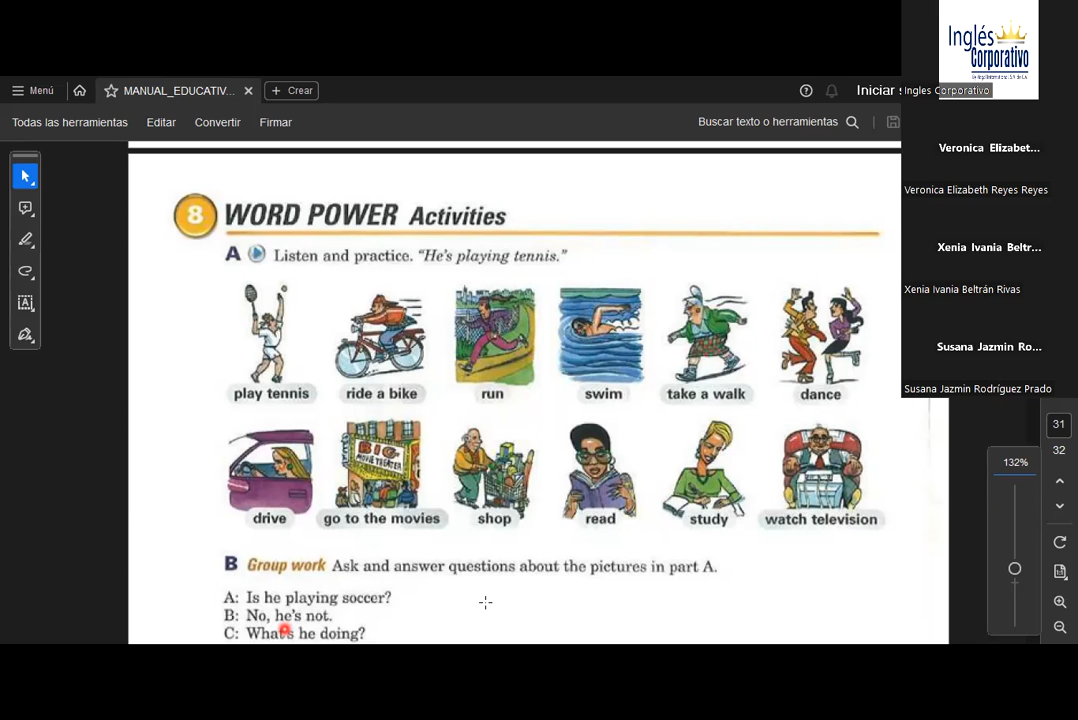 Inglés
Corporativo
Menú
MANUAL_EDUCATIV...
Crear
Iniciar s
Ingles Corporativo
Todas las herramientas
Editar
Convertir
Firmar
Buscar texto o herramientas
Veronica Elizabet...
Veronica Elizabeth Reyes Reyes
Xenia Ivania Beltr...
Xenia Ivania Beltrán Rivas
Susana Jazmin Ro...
Susana Jazmin Rodríguez Prado
8 WORD POWER Activities
A Listen and practice. “He’s playing tennis.”
play tennis
ride a bike
run
swim
take a walk
dance
BIG
MOVIE THEATER
drive
go to the movies
shop
read
study
watch television
B Group work Ask and answer questions about the pictures in part A.
A: Is he playing soccer?
B: No, he’s not.
C: What’s he doing?
31
32
132%